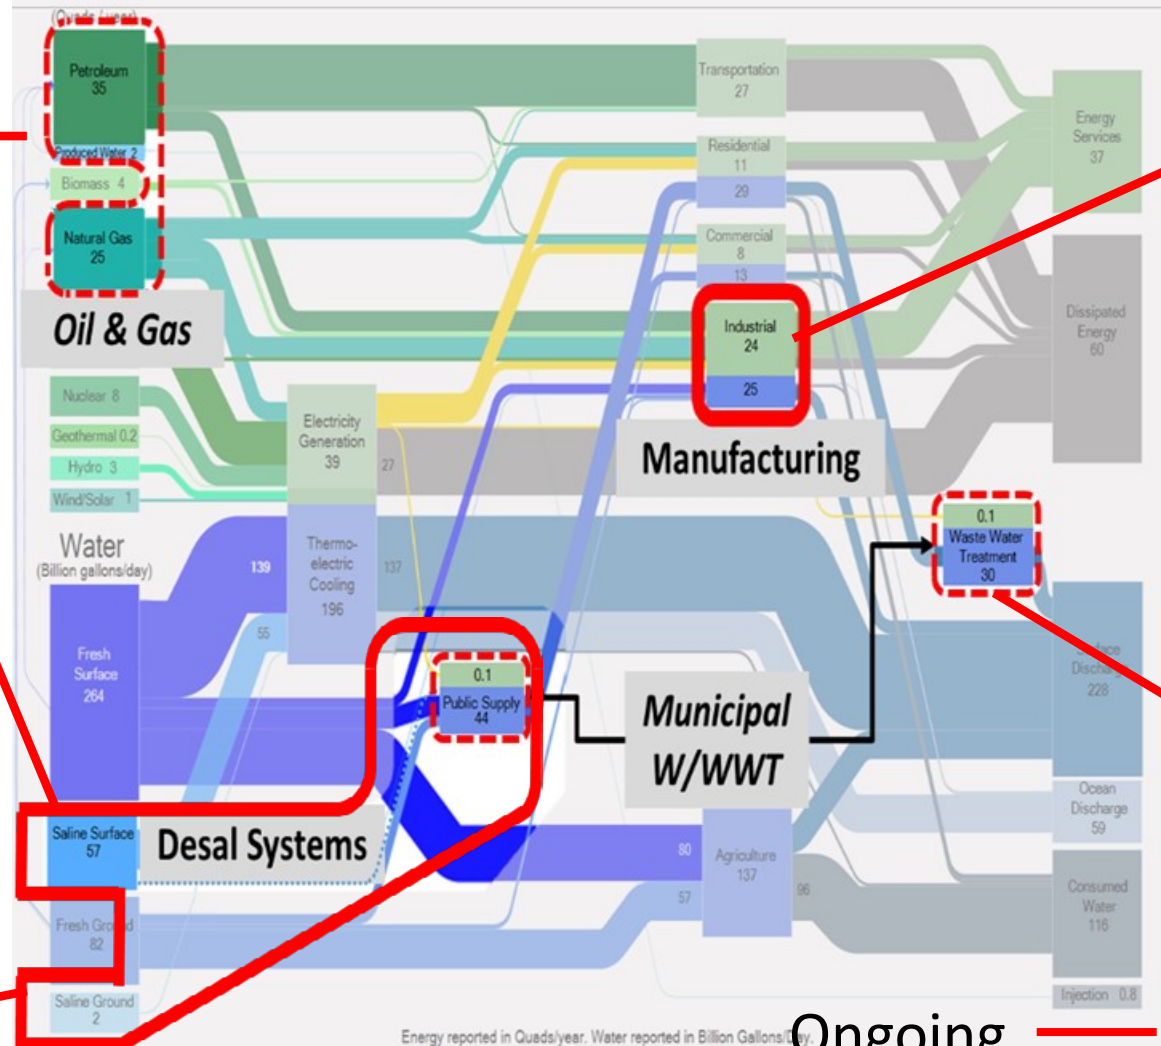 (Quads / year)
Petroleum
35
Produced Water 2
Biomass 4
Natural Gas
25
Oil & Gas
Nuclear 8
Geothermal 0.2
Hydro 3
Wind/Solar 1
Water
(Billion gallons/day)
Fresh
Surface
264
Saline Surface
57
Fresh Ground
82
Saline Ground
2
Desal Systems
Electricity
Generation
39
27
Thermo-
electric
Cooling
196
139
137
55
0.1
Public Supply
44
Transportation
27
Residential
11
29
Commercial
8
13
Industrial
24
25
Manufacturing
Municipal
W/WWT
80
57
Agriculture
137
96
0.1
Waste Water
Treatment
30
Energy
Services
37
Dissipated
Energy
60
Surface
Discharge
228
Ocean
Discharge
59
Consumed
Water
116
Injection 0.8
Energy reported in Quads/year. Water reported in Billion Gallons/Day.
Ongoing